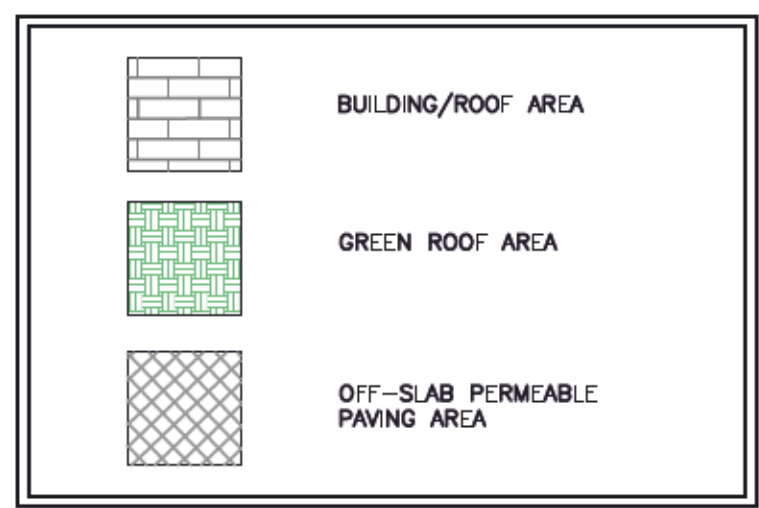 BUILDING/ROOF AREA
GREEN ROOF AREA
OFF-SLAB PERMEABLE
PAVING AREA